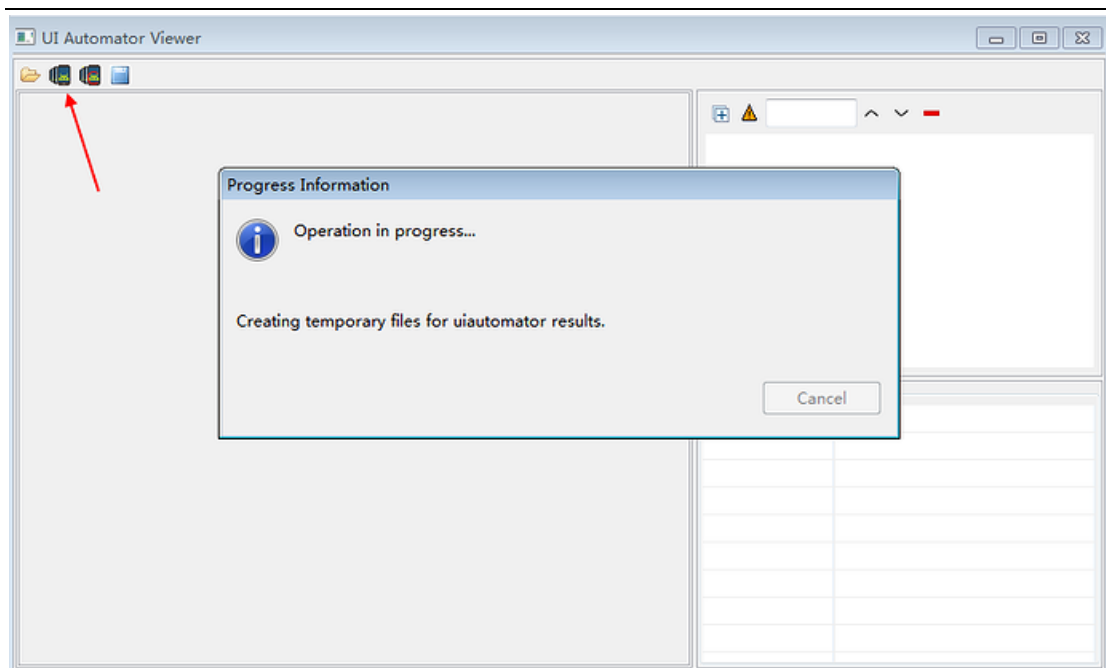 UI Automator Viewer
Progress Information
Operation in progress...
Creating temporary files for uiautomator results.
Cancel